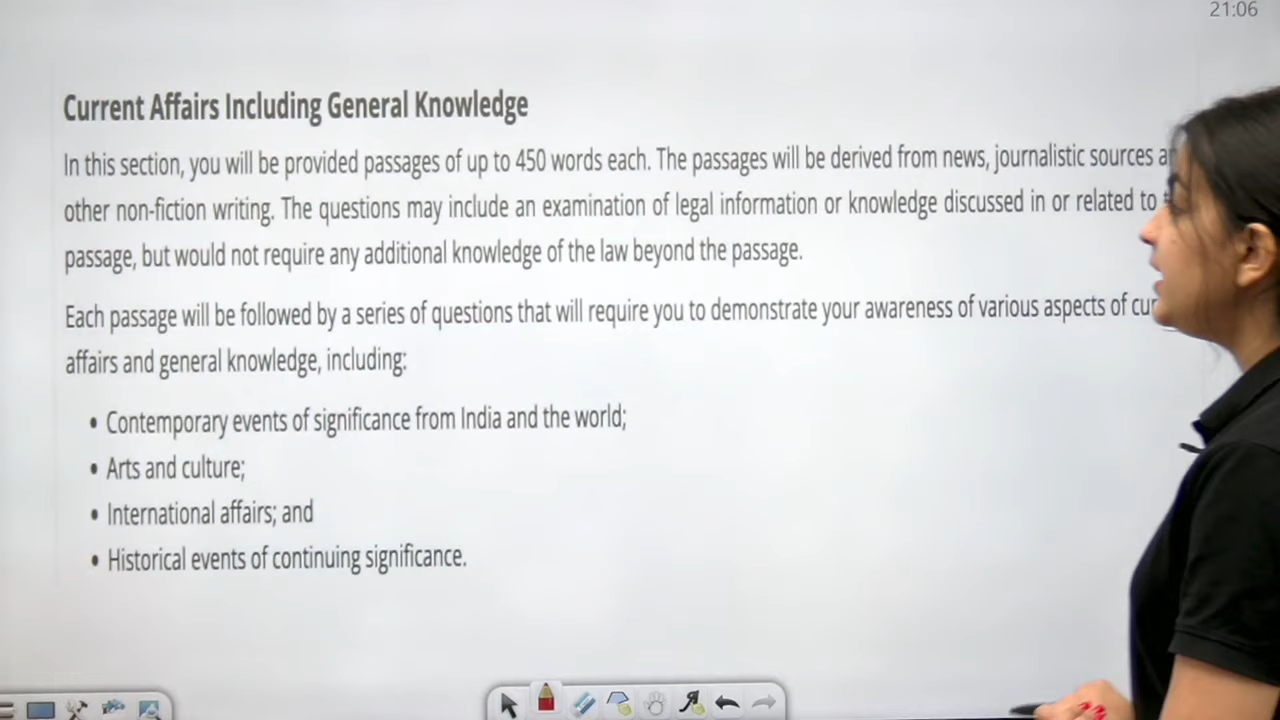 21:06
Current Affairs Including General Knowledge
In this section, you will be provided passages of up to 450 words each. The passages will be derived from news, journalistic sources
other non-fiction writing. The questions may include an examination of legal information or knowledge discussed in or related to
passage, but would not require any additional knowledge of the law beyond the passage.
Each passage will be followed by a series of questions that will require you to demonstrate your awareness of various aspects of
affairs and general knowledge, including:
• Contemporary events of significance from India and the world;
• Arts and culture;
• International affairs; and
• Historical events of continuing significance.